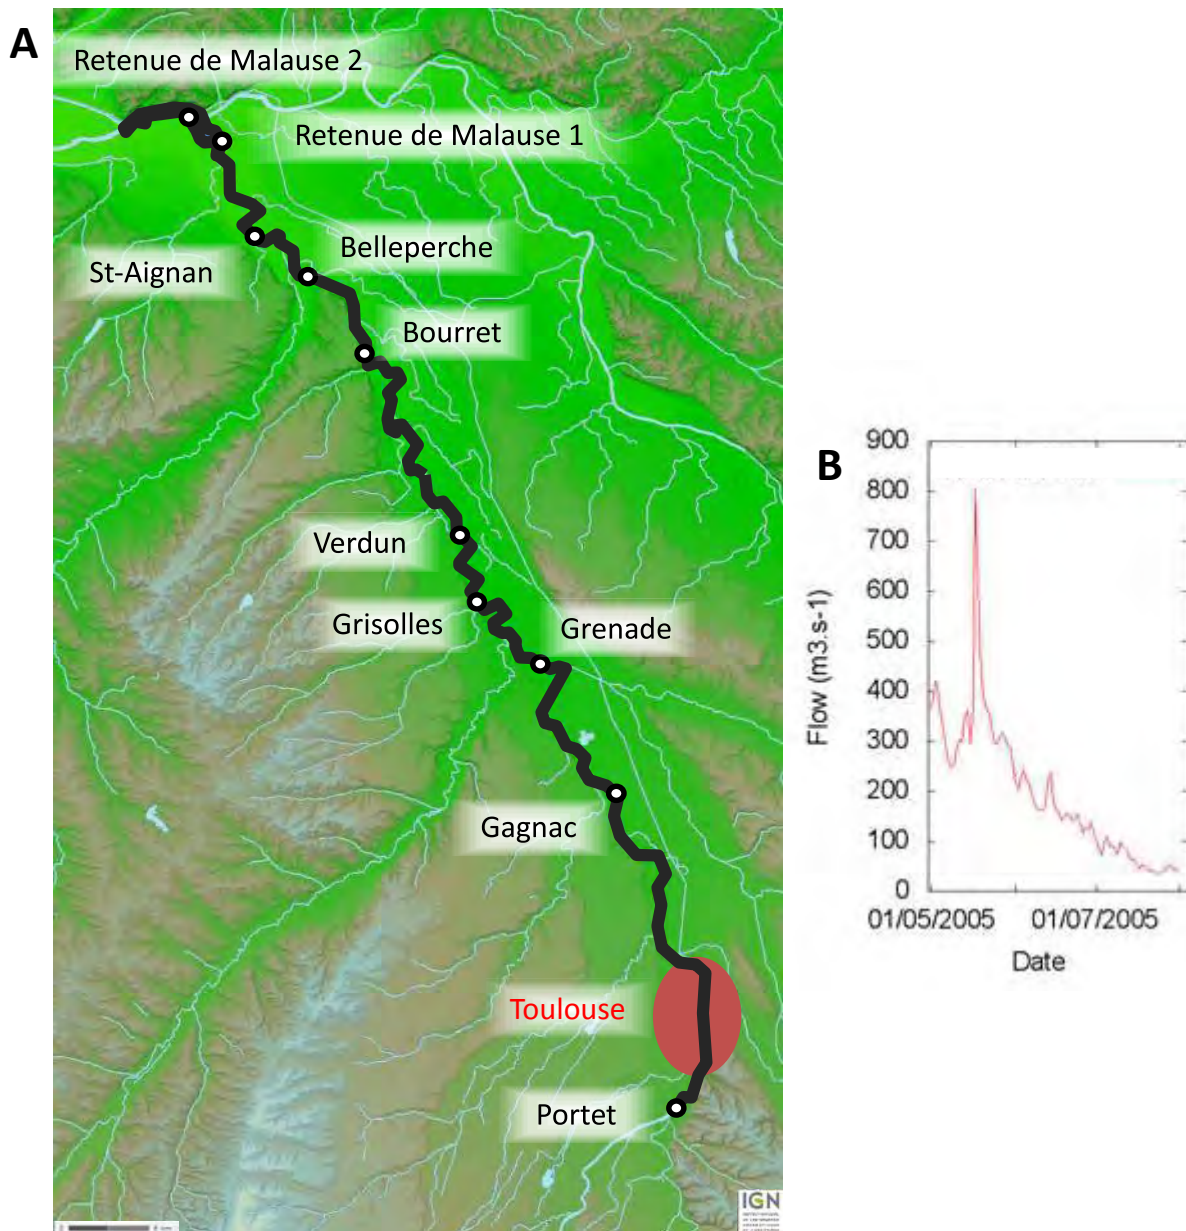 A
Retenue de Malause 2
Retenue de Malause 1
Belleperche
St-Aignan
Bourret
Verdun
Grisolles
Grenade
Gagnac
Toulouse
Portet
IGN
B
900
800
700
600
500
400
300
200
100
0
Flow (m3.s-1)
01/05/2005 01/07/2005
Date